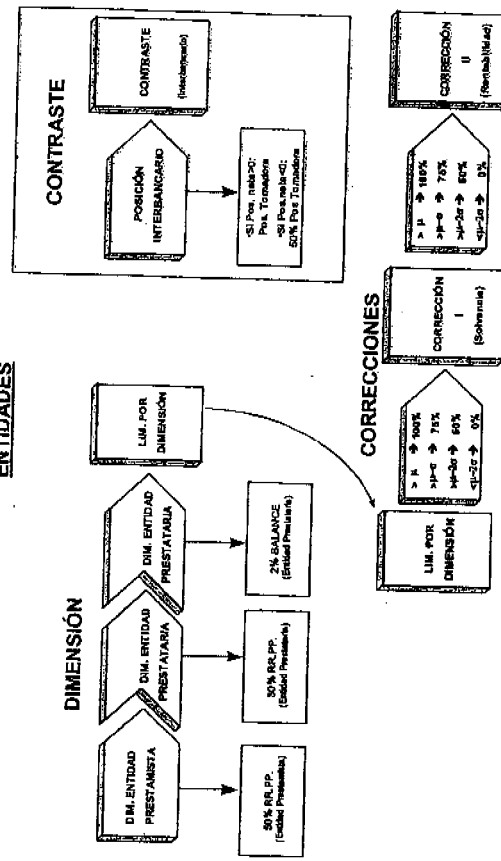 ENTIDADES
DIMENSIÓN
DIM. ENTIDAD
PRESTAMISTA
DIM. ENTIDAD
PRESTATARIA
DIM. ENTIDAD
PRESTATARIA
LIM. POR
DIMENSIÓN
50% RR.PP.
(Entidad Prestamista)
50% RR.PP.
(Entidad Prestataria)
2% BALANCE
(Entidad Prestataria)
CONTRASTE
POSICIÓN
INTERBANCARIO
CONTRASTE
(Interbancario)
•Si Pos. neta>0:
Pos. Tomadora
•Si Pos. neta<0:
50% Pos Tomadora
CORRECCIONES
LIM. POR
DIMENSIÓN
> μ → 100%
>μ-σ → 75%
>μ-2σ → 50%
<μ-2σ → 0%
CORRECCIÓN
I
(Solvencia)
> μ → 100%
>μ-σ → 75%
>μ-2σ → 50%
<μ-2σ → 0%
CORRECCIÓN
II
(Rentabilidad)